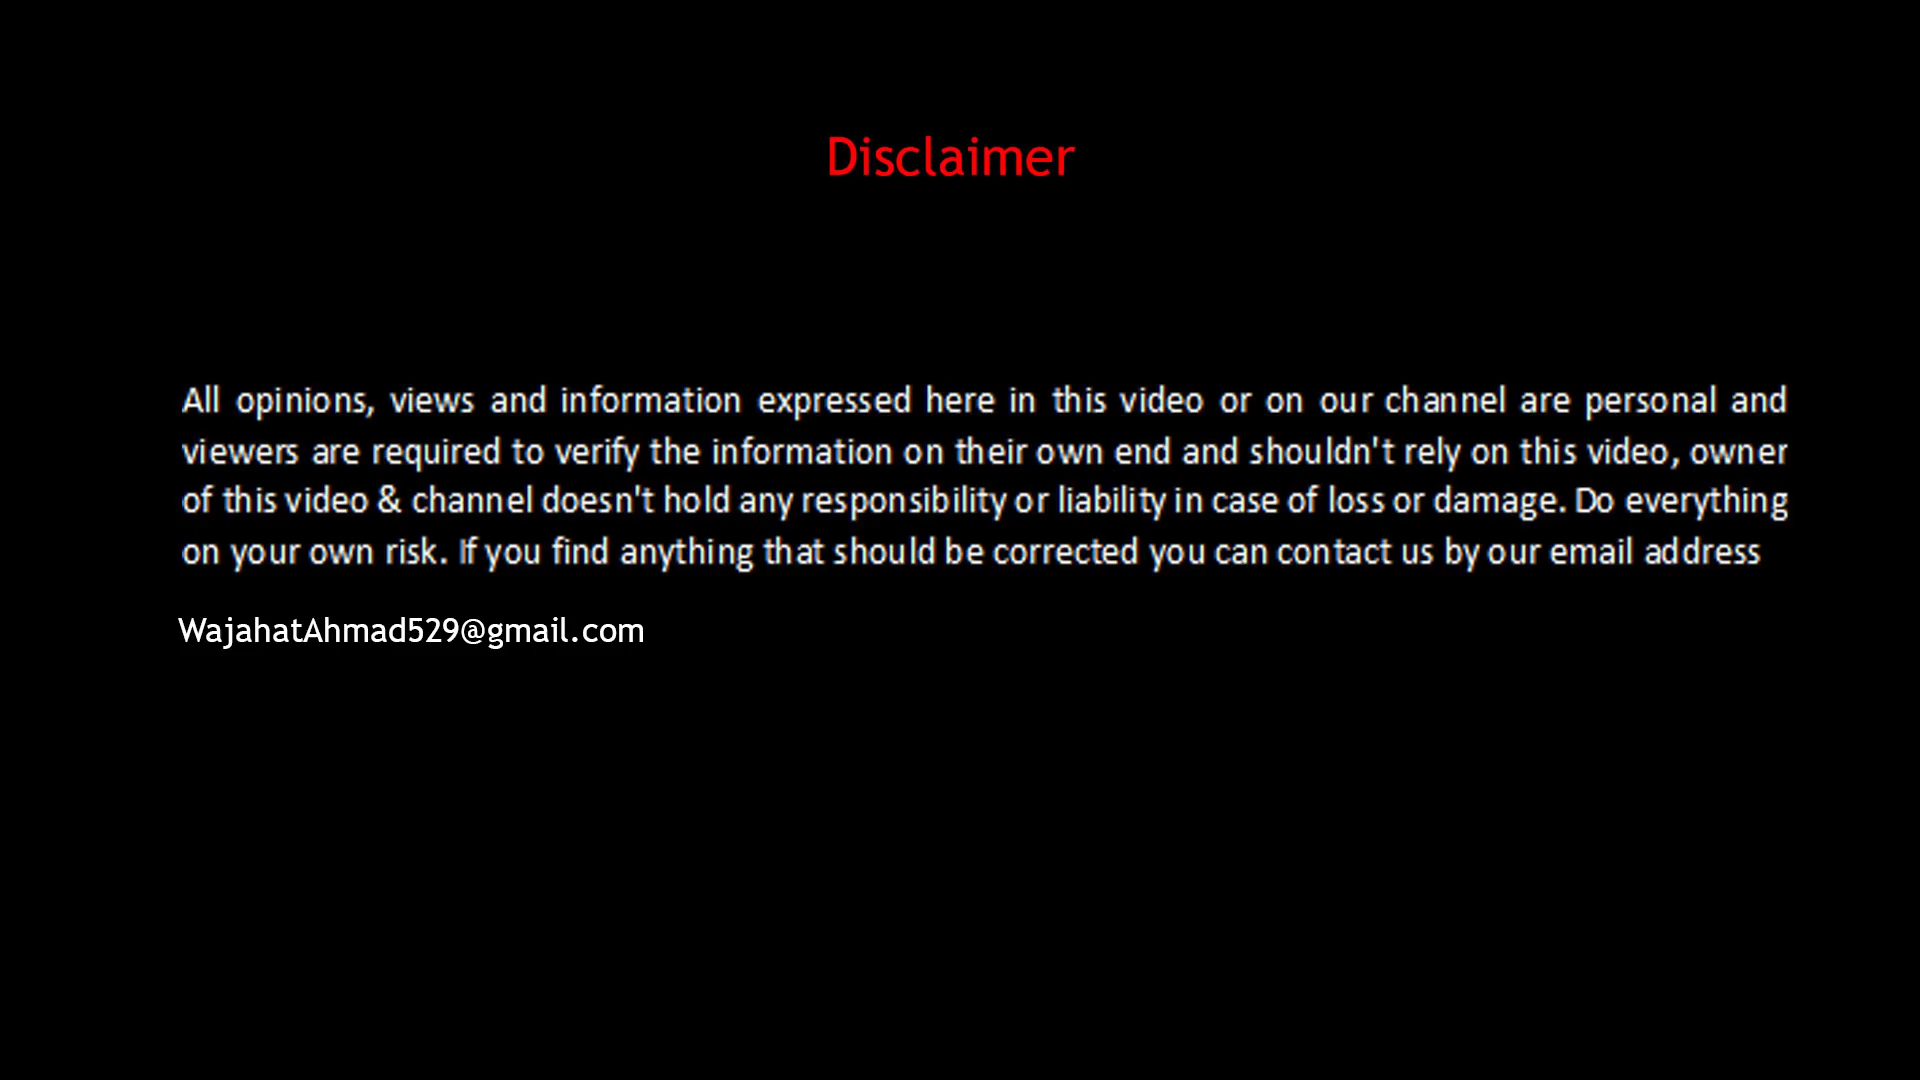 Disclaimer
All opinions, views and information expressed here in this video or on our channel are personal and
viewers are required to verify the information on their own end and shouldn't rely on this video, owner
of this video & channel doesn't hold any responsibility or liability in case of loss or damage. Do everything
on your own risk. If you find anything that should be corrected you can contact us by our email address
WajahatAhmad529@gmail.com